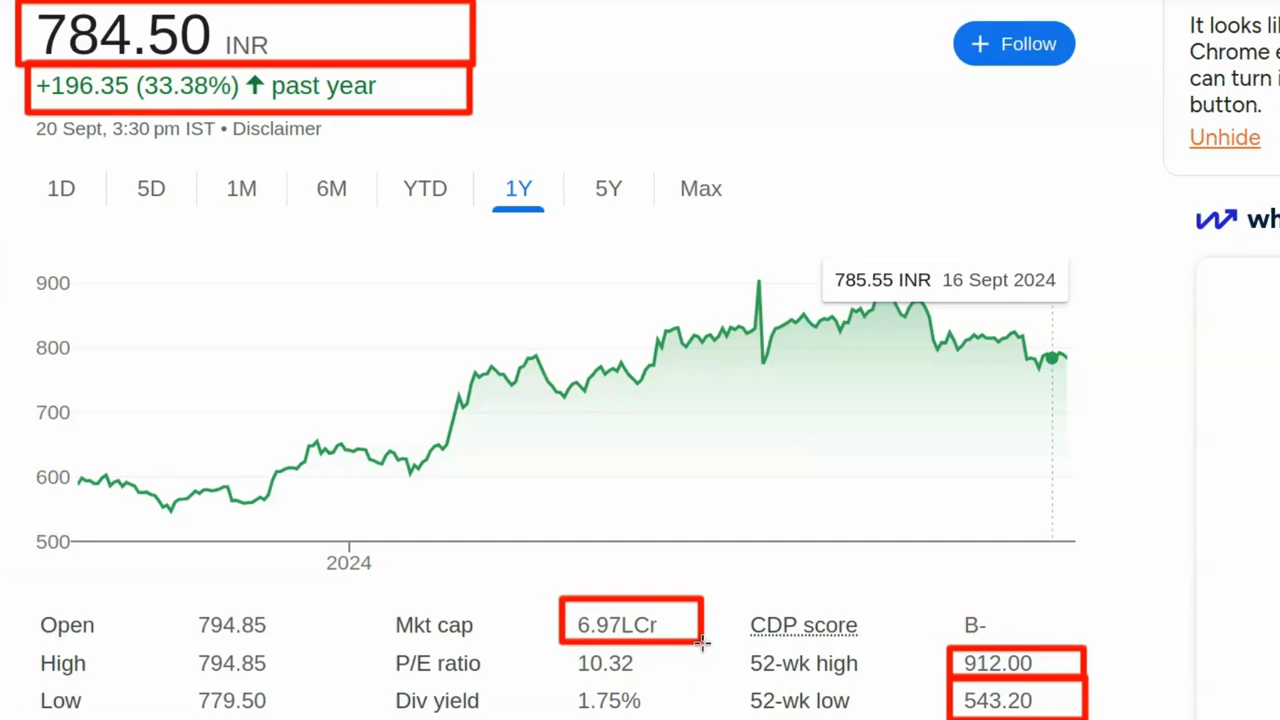 784.50 INR
+196.35 (33.38%) ↑ past year
20 Sept, 3:30 pm IST • Disclaimer
+ Follow
1D 5D 1M 6M YTD 1Y 5Y Max
785.55 INR 16 Sept 2024
900
800
700
600
500
2024
Open 794.85 Mkt cap 6.97LCr CDP score B-
High 794.85 P/E ratio 10.32 52-wk high 912.00
Low 779.50 Div yield 1.75% 52-wk low 543.20
It looks
Chrome
can turn
button.
Unhide